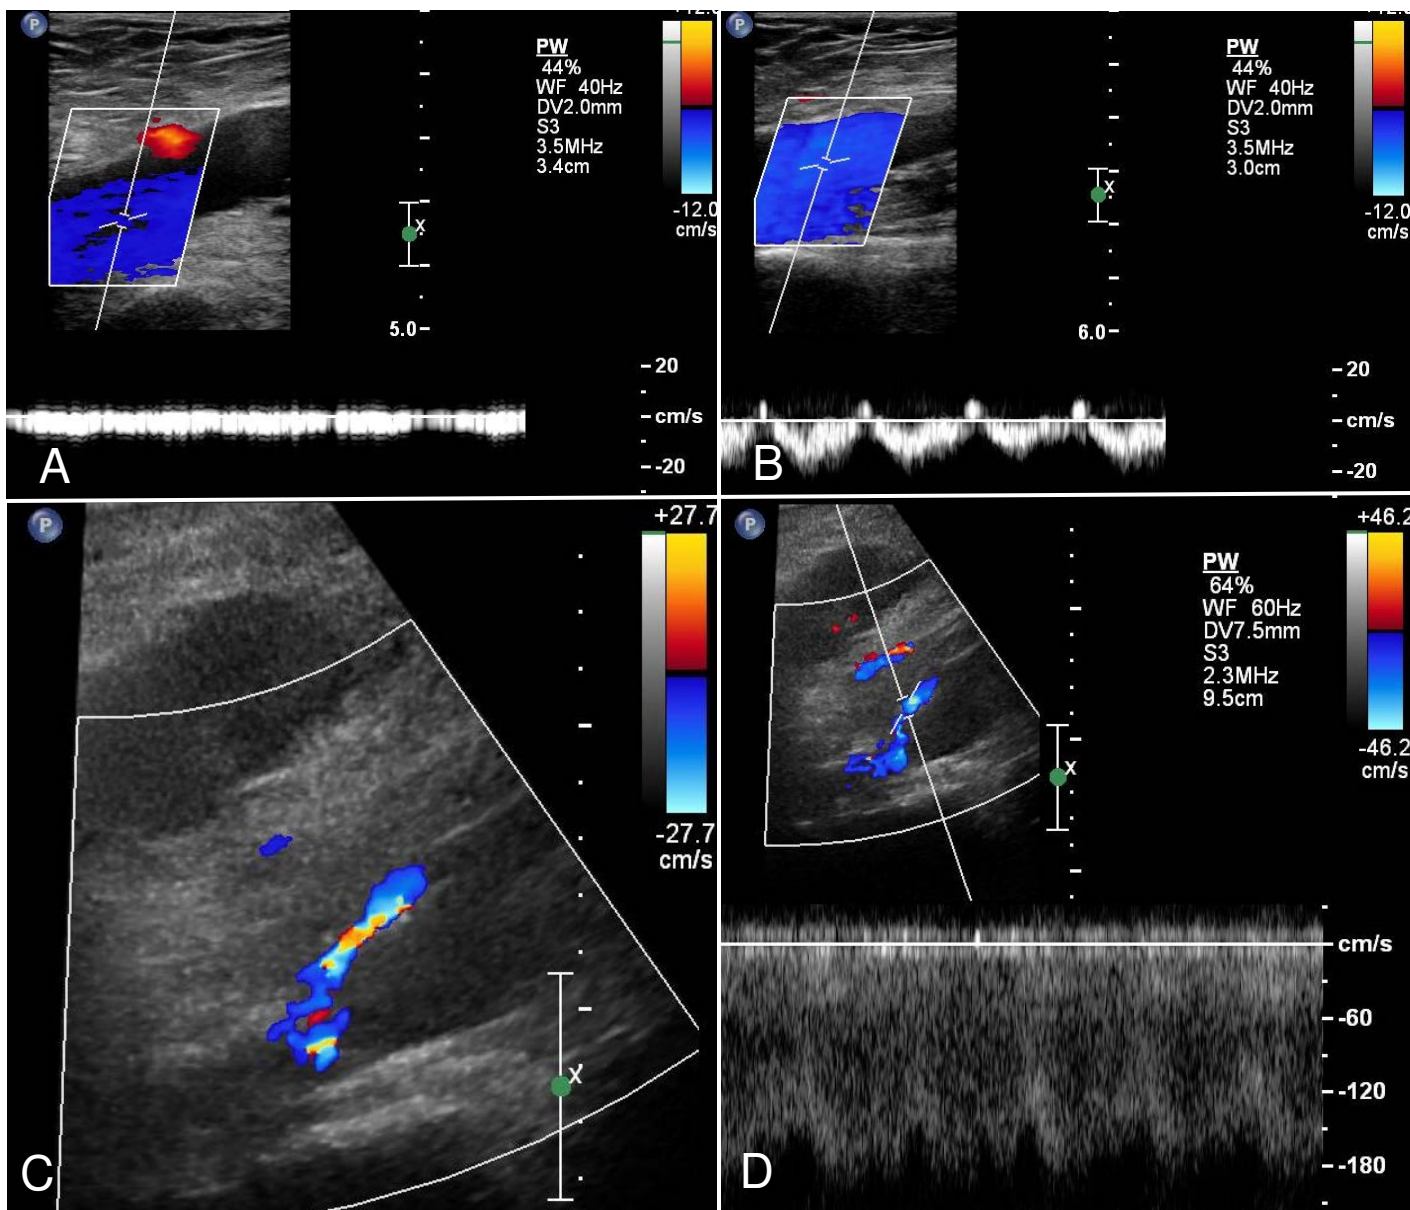 P
PW
44%
WF 40Hz
DV2.0mm
S3
3.5MHz
3.4cm
-12.0
cm/s
X
5.0
20
cm/s
-20
A
P
PW
44%
WF 40Hz
DV2.0mm
S3
3.5MHz
3.0cm
-12.0
cm/s
X
6.0
20
cm/s
-20
B
P
+27.7
-27.7
cm/s
X
C
P
PW
64%
WF 60Hz
DV7.5mm
S3
2.3MHz
9.5cm
+46.2
-46.2
cm/s
X
cm/s
-60
-120
-180
D